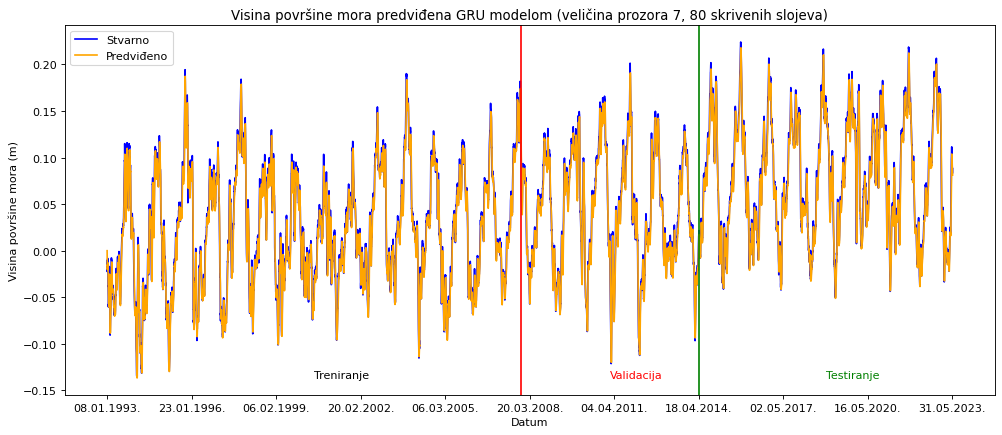 Visina površine mora predviđena GRU modelom (veličina prozora 7, 80 skrivenih slojeva)
Stvarno
Predviđeno
Visina površine mora (m)
0.20
0.15
0.10
0.05
0.00
−0.05
−0.10
−0.15
Treniranje
Validacija
Testiranje
08.01.1993.
23.01.1996.
06.02.1999.
20.02.2002.
06.03.2005.
20.03.2008.
04.04.2011.
18.04.2014.
02.05.2017.
16.05.2020.
31.05.2023.
Datum